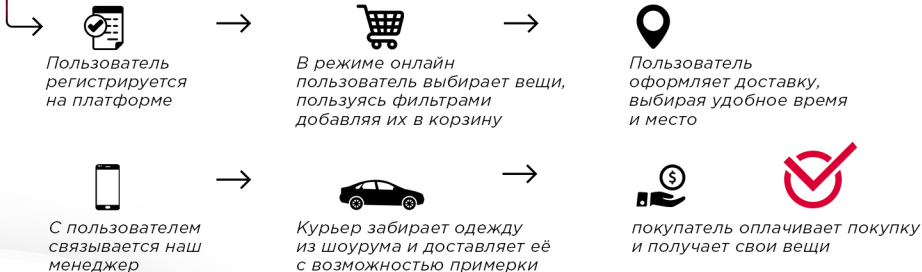 Пользователь
регистрируется
на платформе
В режиме онлайн
пользователь выбирает вещи,
пользуясь фильтрами
добавляя их в корзину
Пользователь
оформляет доставку,
выбирая удобное время
и место
С пользователем
связывается наш
менеджер
Курьер забирает одежду
из шоурума и доставляет её
с возможностью примерки
$
покупатель оплачивает покупку
и получает свои вещи